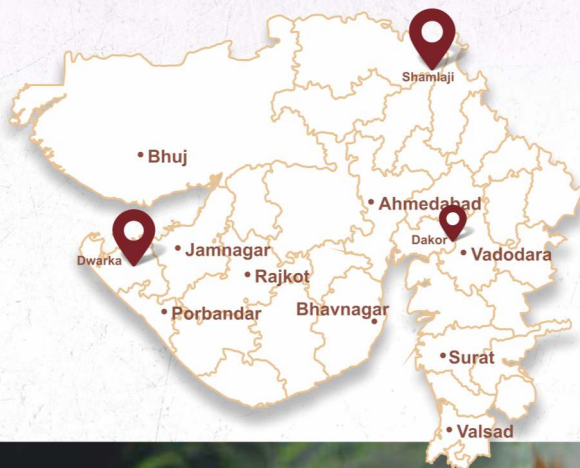 Shamlaji
Bhuj
Ahmedabad
Dakor
Jamnagar
Vadodara
Dwarka
Rajkot
Porbandar
Bhavnagar
Surat
Valsad